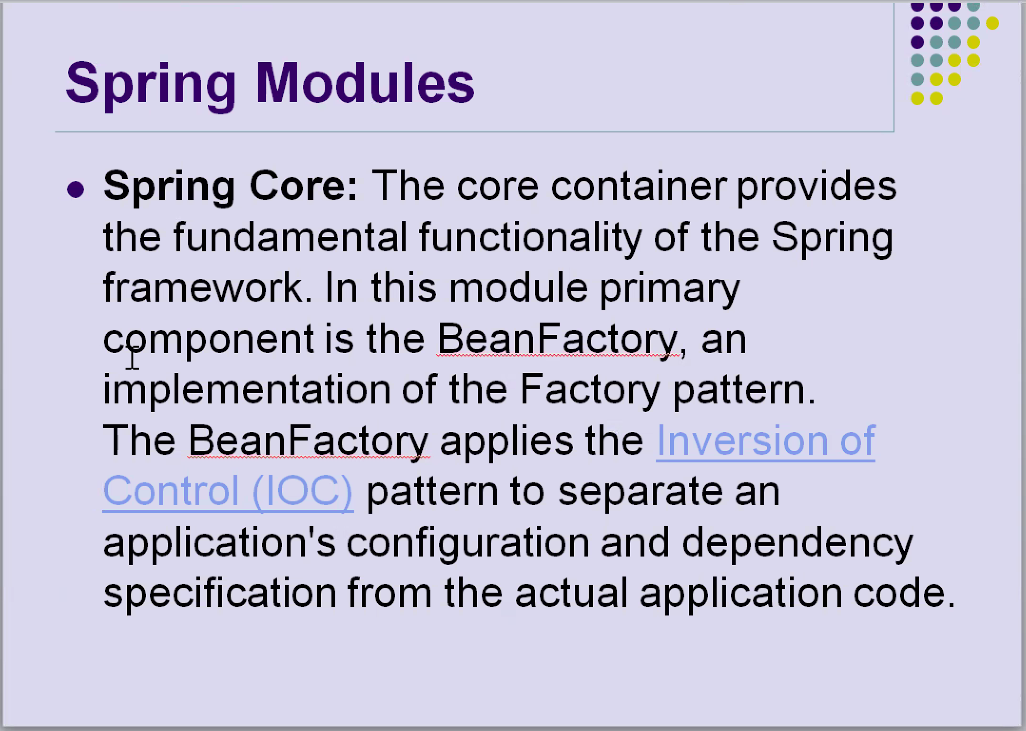 Spring Modules
Spring Core: The core container provides
the fundamental functionality of the Spring
framework. In this module primary
component is the BeanFactory, an
implementation of the Factory pattern.
The BeanFactory applies the Inversion of
Control (IOC) pattern to separate an
application's configuration and dependency
specification from the actual application code.